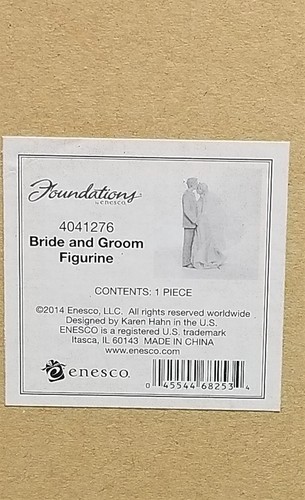 Foundations
by enesco.
4041276
Bride and Groom
Figurine
CONTENTS: 1 PIECE
©2014 Enesco, LLC. All rights reserved worldwide
Designed by Karen Hahn in the U.S.
ENESCO is a registered U.S. trademark
Itasca, IL 60143 MADE IN CHINA
www.enesco.com
enesco.
0 45544 68253 4